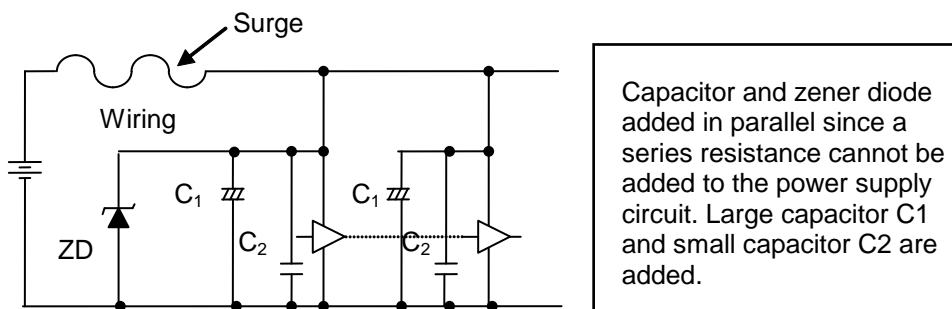 Surge
Wiring
ZD
C₁
C₂
C₁
C₂
Capacitor and zener diode
added in parallel since a
series resistance cannot be
added to the power supply
circuit. Large capacitor C1
and small capacitor C2 are
added.